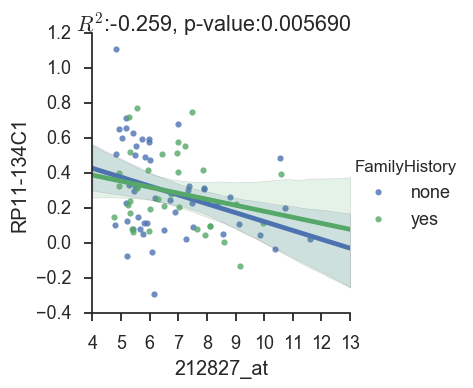 R²:-0.259, p-value:0.005690
1.2
1.0
0.8
0.6
0.4
0.2
0.0
−0.2
−0.4
RP11-134C1
4 5 6 7 8 9 10 11 12 13
212827_at
FamilyHistory
none
yes